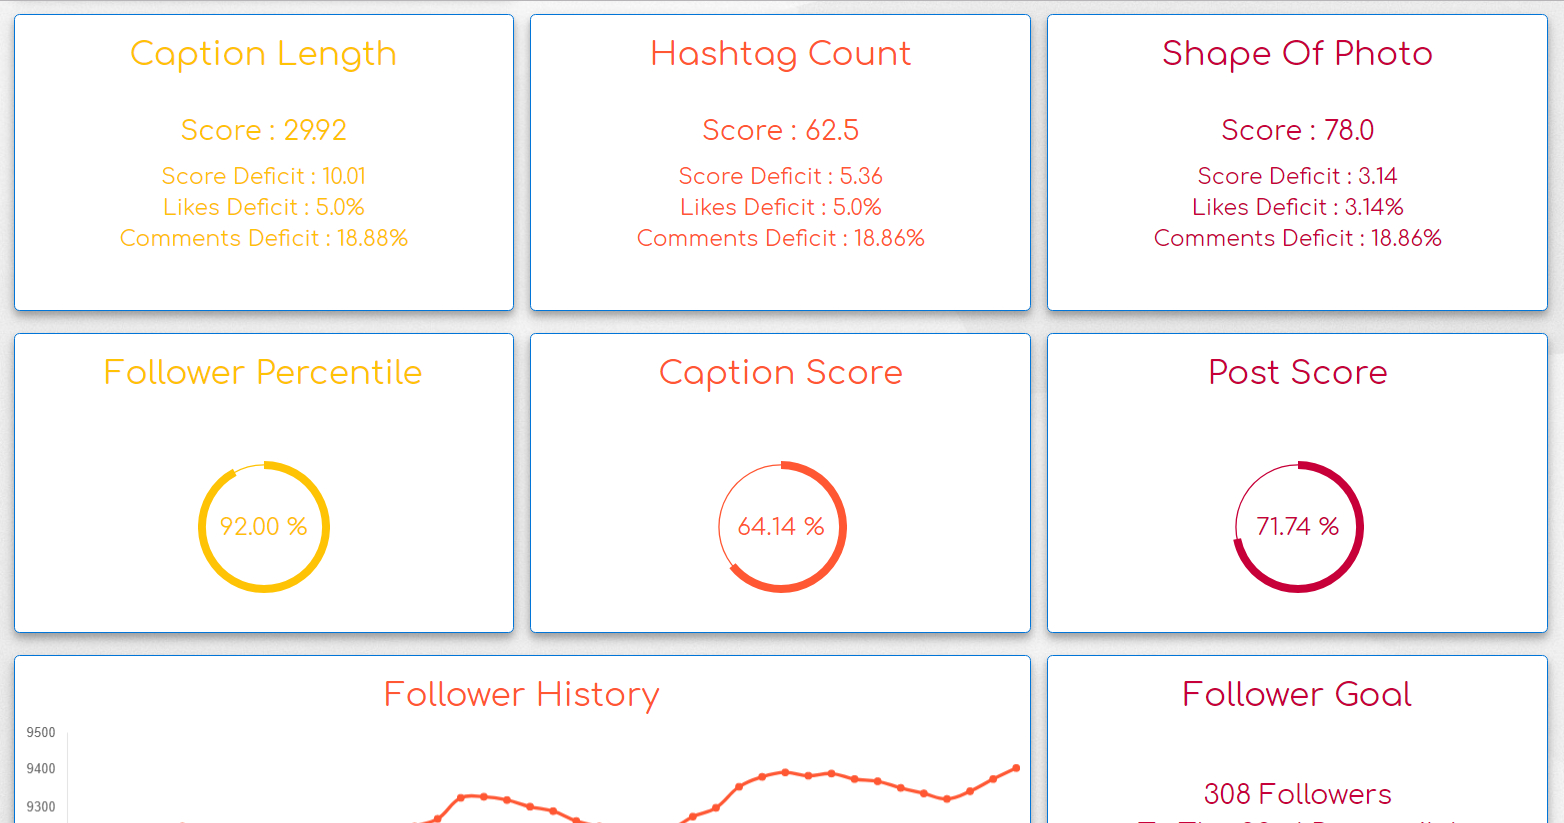 Caption Length
Score : 29.92
Score Deficit : 10.01
Likes Deficit : 5.0%
Comments Deficit : 18.88%
Hashtag Count
Score : 62.5
Score Deficit : 5.36
Likes Deficit : 5.0%
Comments Deficit : 18.86%
Shape Of Photo
Score : 78.0
Score Deficit : 3.14
Likes Deficit : 3.14%
Comments Deficit : 18.86%
Follower Percentile
92.00 %
Caption Score
64.14 %
Post Score
71.74 %
Follower History
9500
9400
9300
Follower Goal
308 Followers